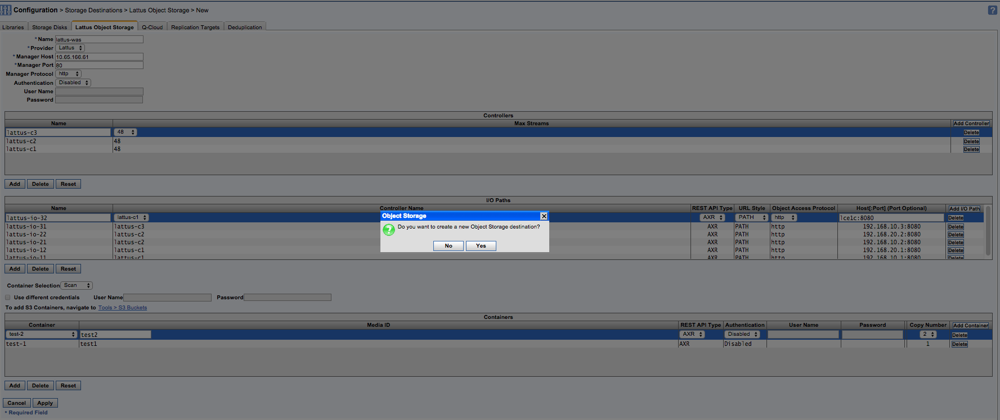 Configuration > Storage Destinations > Lattus Object Storage > New
?
Libraries Storage Disks Lattus Object Storage Q-Cloud Replication Targets Deduplication
* Name lattus-was
* Provider Lattus
* Manager Host 10.65.166.61
* Manager Port 80
Manager Protocol http
Authentication Disabled
User Name
Password
Controllers
Name Max Streams Add Controller
lattus-c3 48 Delete
lattus-c2 48 Delete
lattus-c1 48 Delete
Add Delete Reset
I/O Paths
Name Controller Name REST API Type URL Style Object Access Protocol Host[:Port] (Port Optional) Add I/O Path
lattus-io-32 lattus-c1 AXR PATH http lce1c:8080 Delete
lattus-io-31 lattus-c3 AXR PATH http 192.168.10.3:8080 Delete
lattus-io-22 lattus-c2 AXR PATH http 192.168.20.2:8080 Delete
lattus-io-21 lattus-c2 AXR PATH http 192.168.10.2:8080 Delete
lattus-io-12 lattus-c1 AXR PATH http 192.168.20.1:8080 Delete
lattus-io-11 lattus-c1 AXR PATH http 192.168.10.1:8080 Delete
Object Storage
Do you want to create a new Object Storage destination?
No Yes
Add Delete Reset
Container Selection Scan
Use different credentials User Name Password
To add S3 Containers, navigate to Tools > S3 Buckets
Containers
Container Media ID REST API Type Authentication User Name Password Copy Number Add Container
test-2 test2 AXR Disabled 2 Delete
test-1 test1 AXR Disabled 1 Delete
Add Delete Reset
Cancel Apply
* Required Field